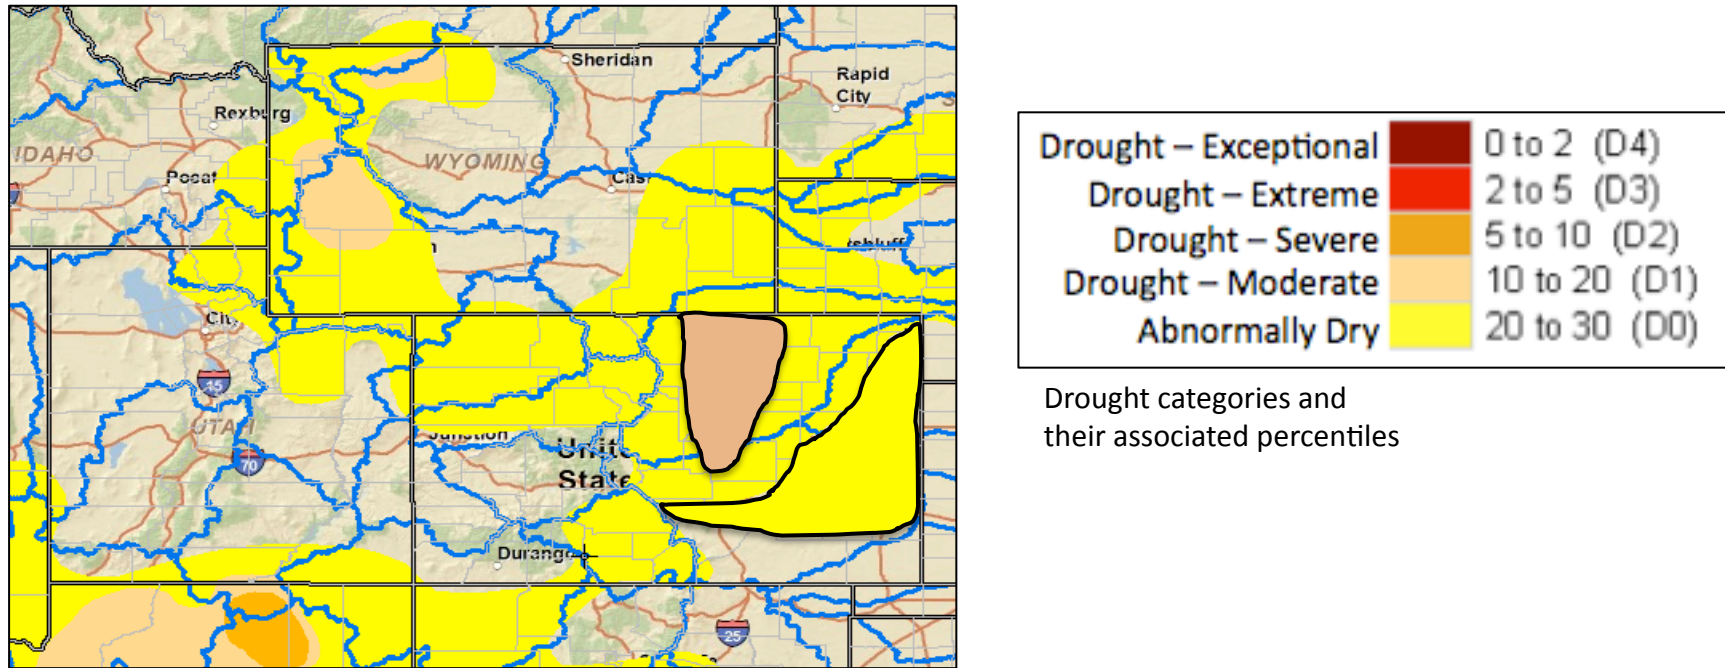 Sheridan
Rapid
City
Rexburg
IDAHO
WYOMING
Pocat
Cas
n
City
15
UTAH
70
Unite
State
Durango
25
Drought – Exceptional 0 to 2 (D4)
Drought – Extreme 2 to 5 (D3)
Drought – Severe 5 to 10 (D2)
Drought – Moderate 10 to 20 (D1)
Abnormally Dry 20 to 30 (D0)
Drought categories and
their associated percentiles